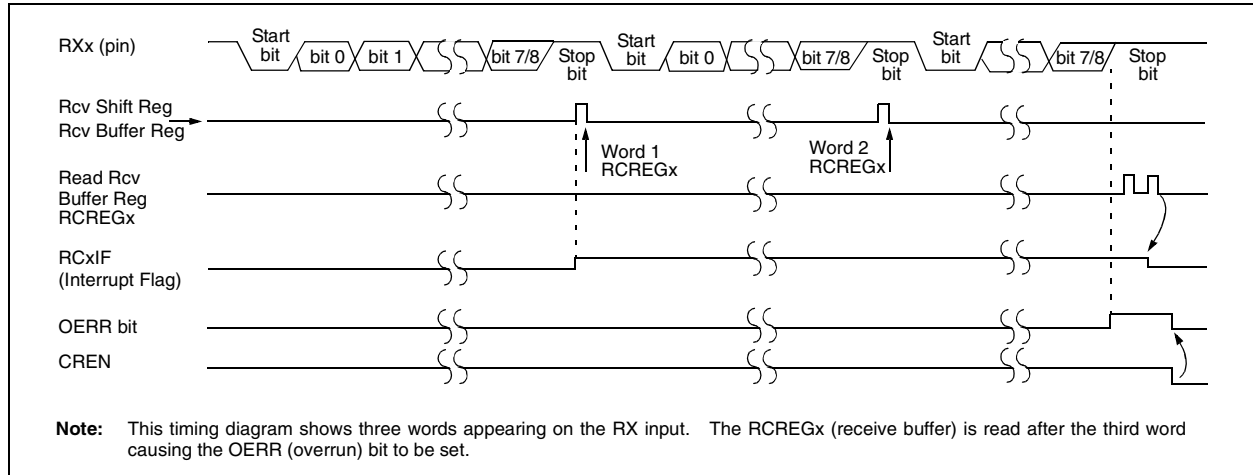 RXx (pin)
Start bit
bit 0
bit 1
bit 7/8
Stop bit
Start bit
bit 0
bit 7/8
Stop bit
Start bit
bit 7/8
Stop bit
Rcv Shift Reg
Rcv Buffer Reg
Word 1
RCREGx
Word 2
RCREGx
Read Rcv
Buffer Reg
RCREGx
RCxIF
(Interrupt Flag)
OERR bit
CREN
Note: This timing diagram shows three words appearing on the RX input. The RCREGx (receive buffer) is read after the third word
causing the OERR (overrun) bit to be set.